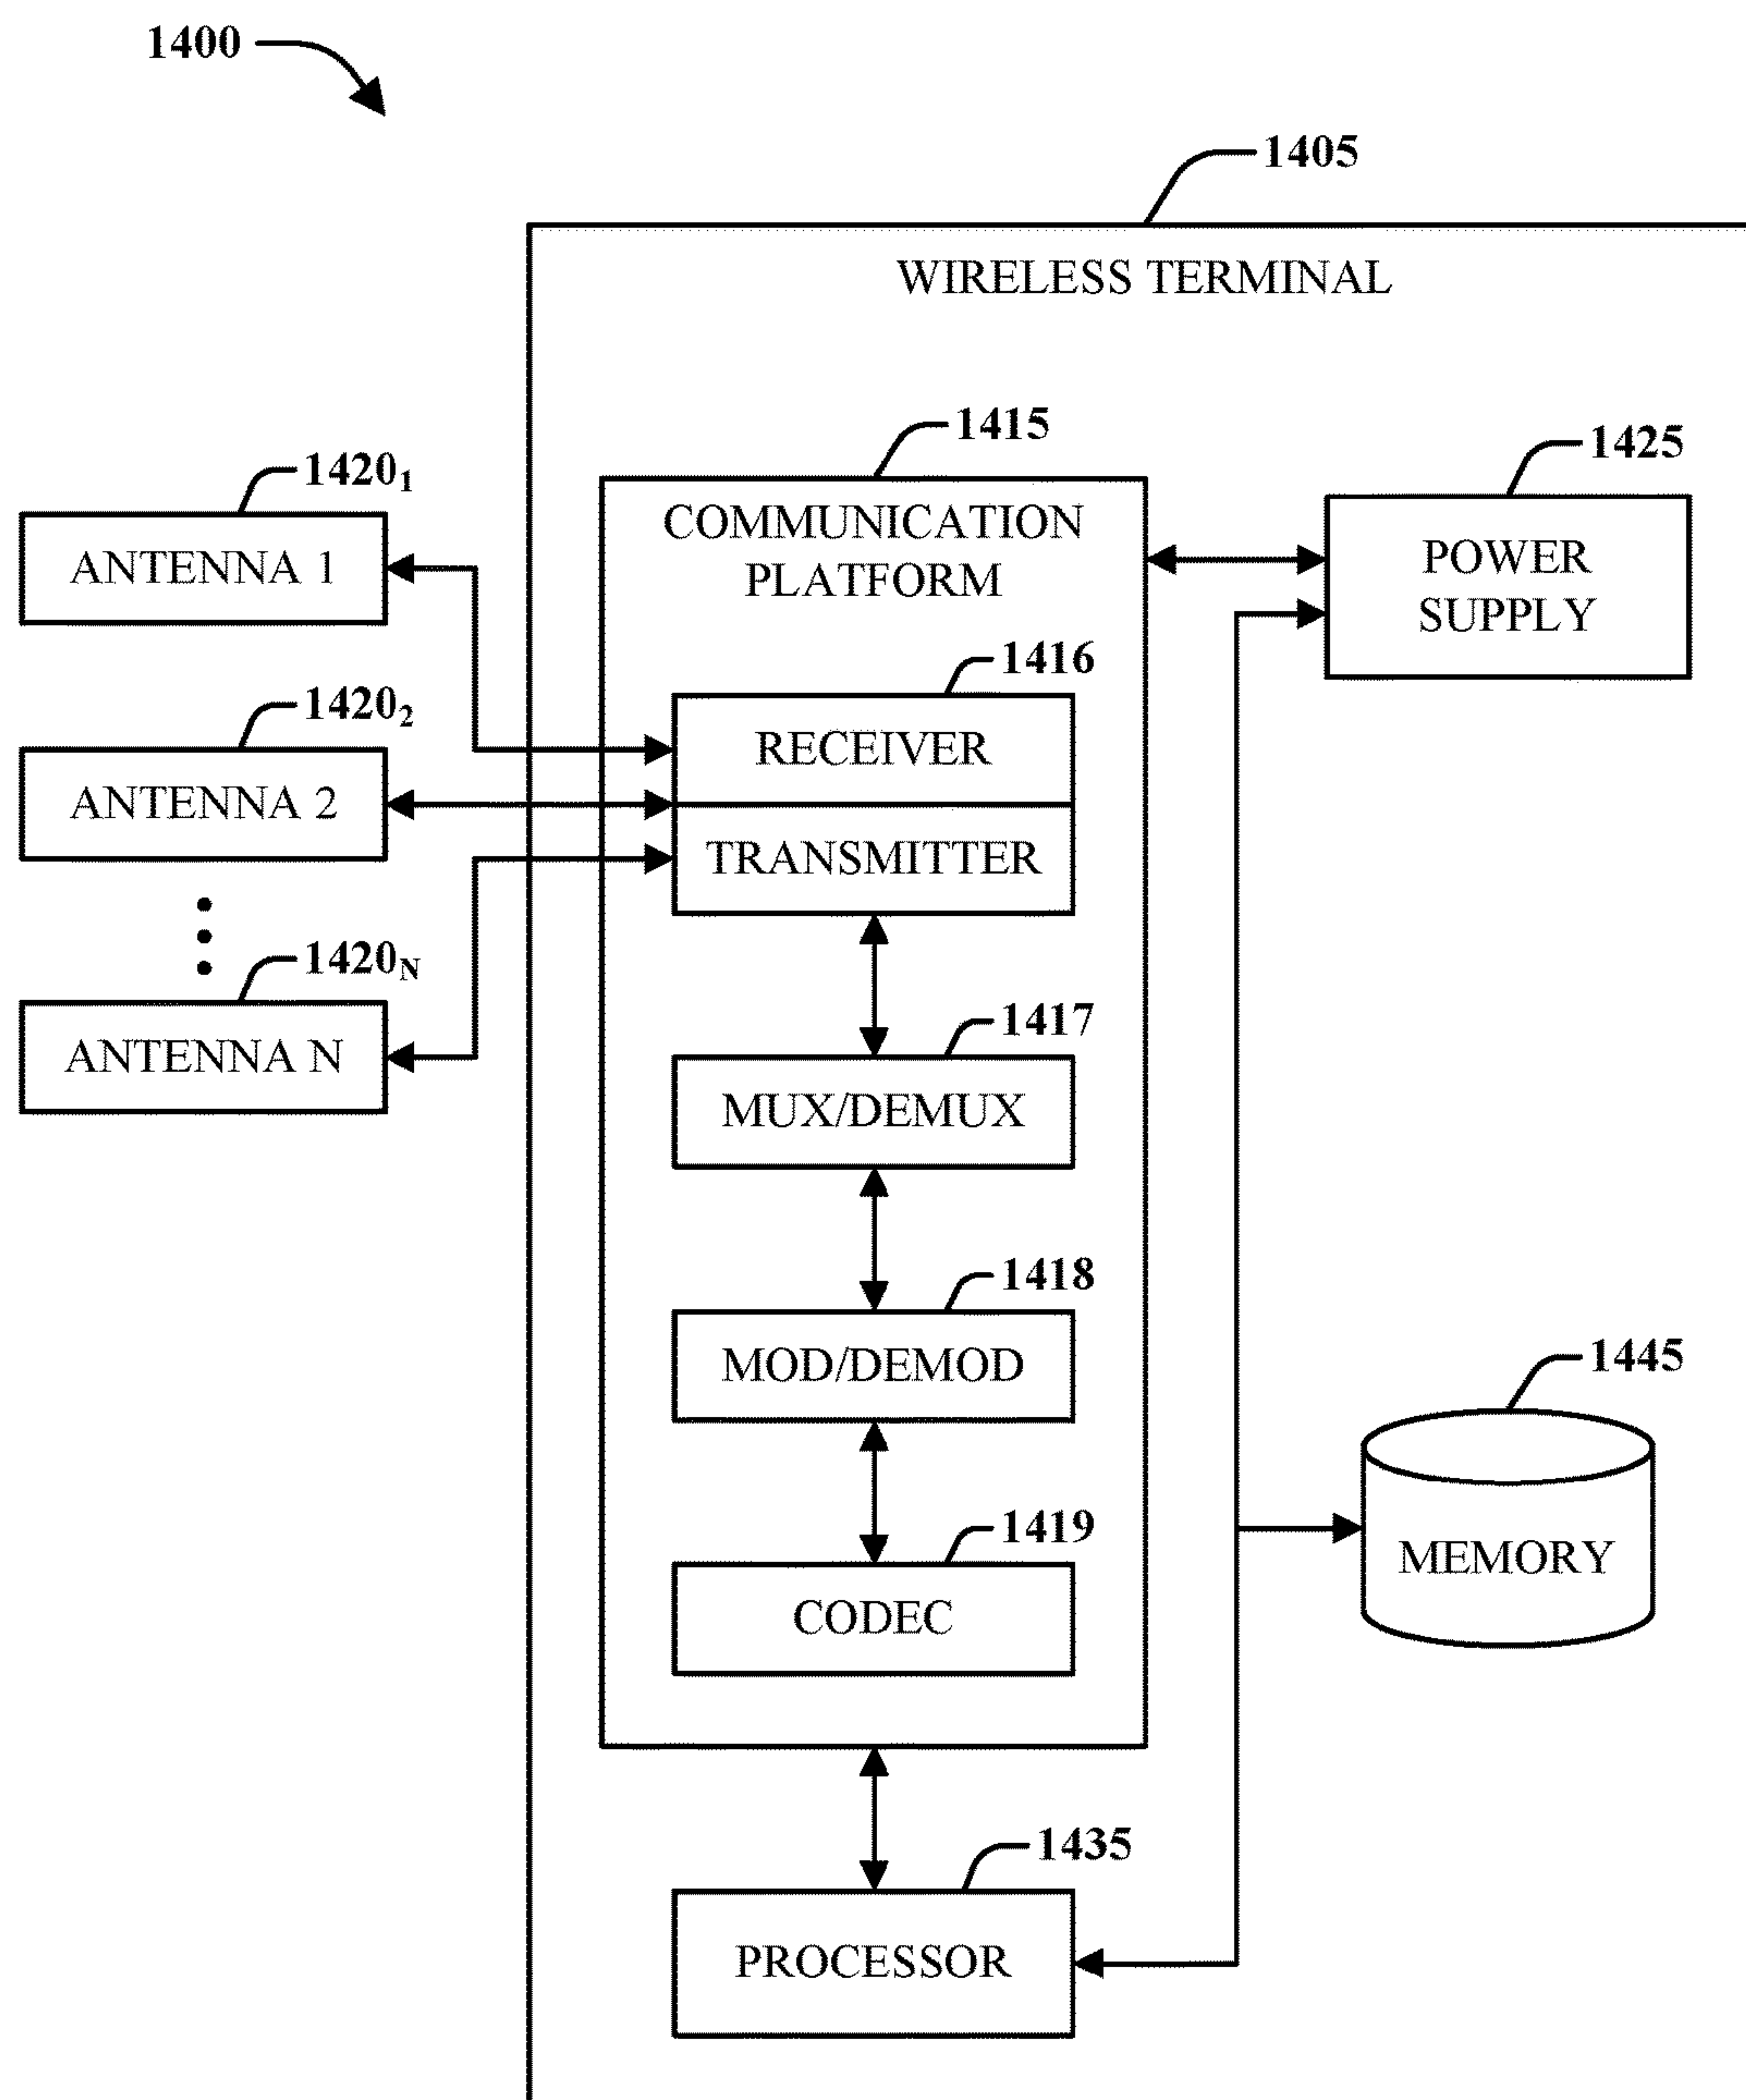 1400
1405
WIRELESS TERMINAL
1415
1425
1420₁
COMMUNICATION
PLATFORM
POWER
SUPPLY
ANTENNA 1
1416
1420₂
RECEIVER
ANTENNA 2
TRANSMITTER
1420ₙ
1417
ANTENNA N
MUX/DEMUX
1418
MOD/DEMOD
1445
1419
MEMORY
CODEC
1435
PROCESSOR